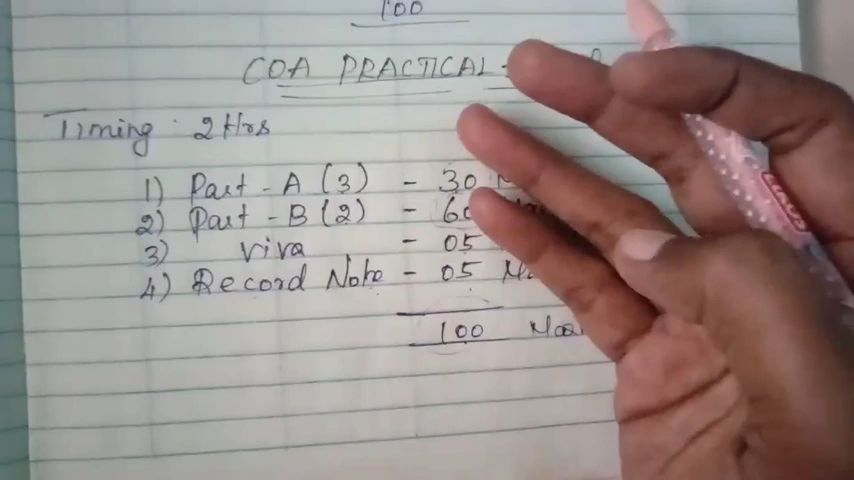 100
COA PRACTICAL -
Timing : 2 Hrs
1) Part - A (3) - 30
2) Part - B (2) - 60
3) Viva - 05
4) Record Note - 05
100